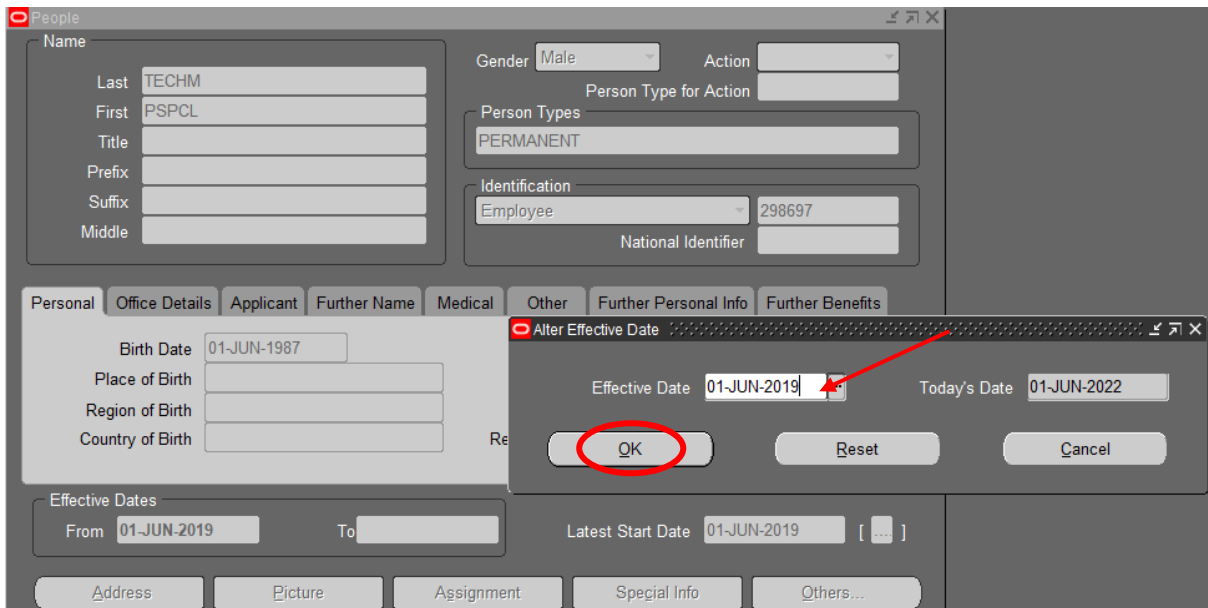 People
Name
Last TECHM
First PSPCL
Title
Prefix
Suffix
Middle
Gender Male Action
Person Type for Action
Person Types
PERMANENT
Identification
Employee 298697
National Identifier
Personal Office Details Applicant Further Name Medical Other Further Personal Info Further Benefits
Birth Date 01-JUN-1987
Place of Birth
Region of Birth
Country of Birth Re
Alter Effective Date
Effective Date 01-JUN-2019 Today's Date 01-JUN-2022
OK Reset Cancel
Effective Dates
From 01-JUN-2019 To Latest Start Date 01-JUN-2019 [ .... ]
Address Picture Assignment Special Info Others...